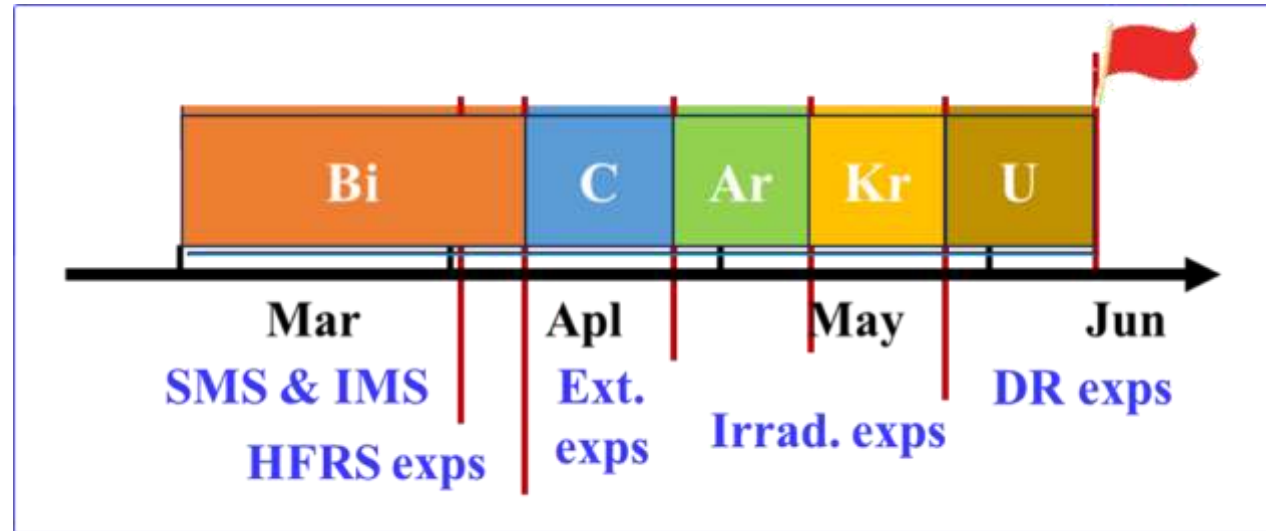 Bi C Ar Kr U
Mar Apl May Jun
SMS & IMS
HFRS exps
Ext.
exps
Irrad. exps
DR exps